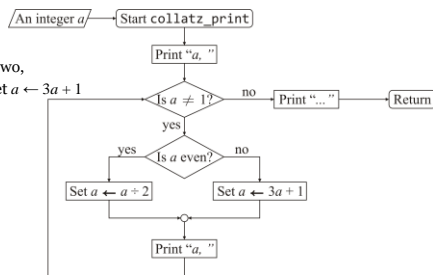 An integer a
Start collatz_print
Print “a, ”
wo,
et a ← 3a + 1
Is a ≠ 1?
no
Print “... ”
Return
yes
yes
Is a even?
no
Set a ← a ÷ 2
Set a ← 3a + 1
Print “a, ”